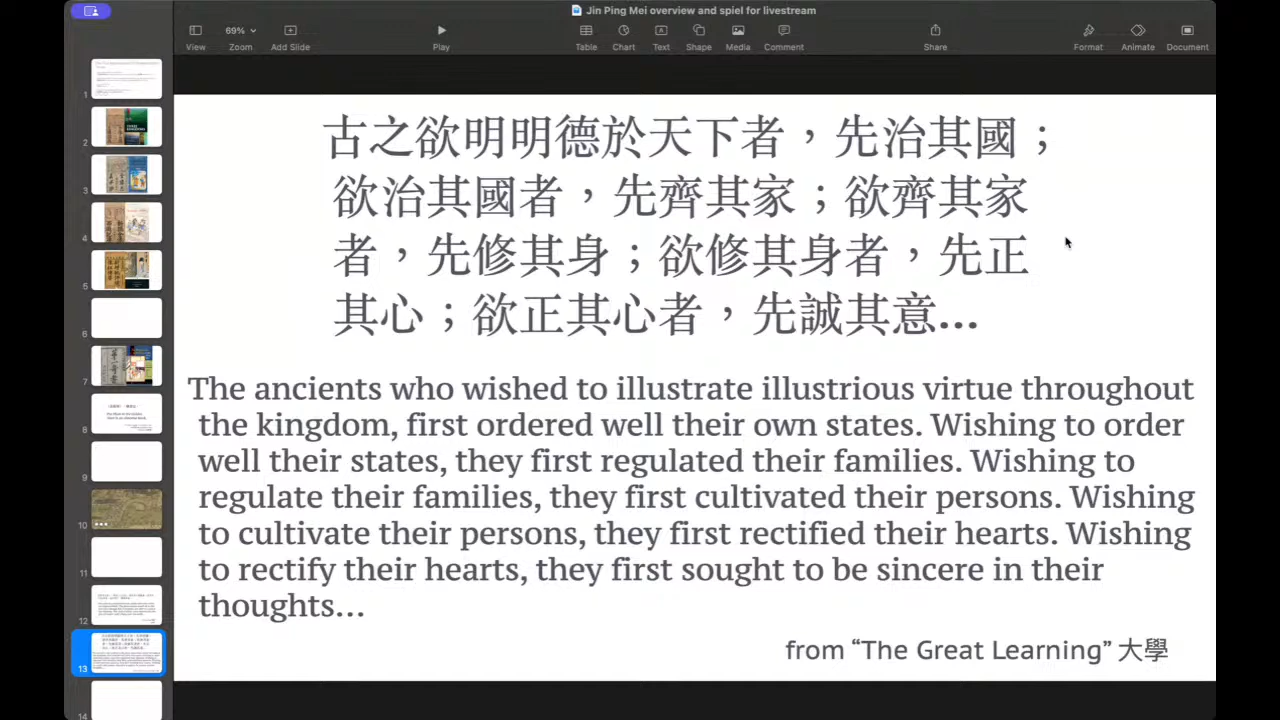 Jin Ping Mei overview and spiel for livestream
69%
View
Zoom
Add Slide
Play
Table
Chart
Text
Shape
Media
Comment
Share
Format
Animate
Document
古之欲明明德於天下者，先治其國；
欲治其國者，先齊其家；欲齊其家
者，先修其身；欲修其身者，先正
其心；欲正其心者，先誠其意...
The ancients who wished to illustrate illustrious virtue throughout
the kingdom, first ordered well their own states. Wishing to order
well their states, they first regulated their families. Wishing to
regulate their families, they first cultivated their persons. Wishing
to cultivate their persons, they first rectified their hearts. Wishing
to rectify their hearts, they first sought to be sincere in their
thoughts...
from “The Great Learning” 大學
1
2
3
4
5
6
7
8
9
10
11
12
13
14